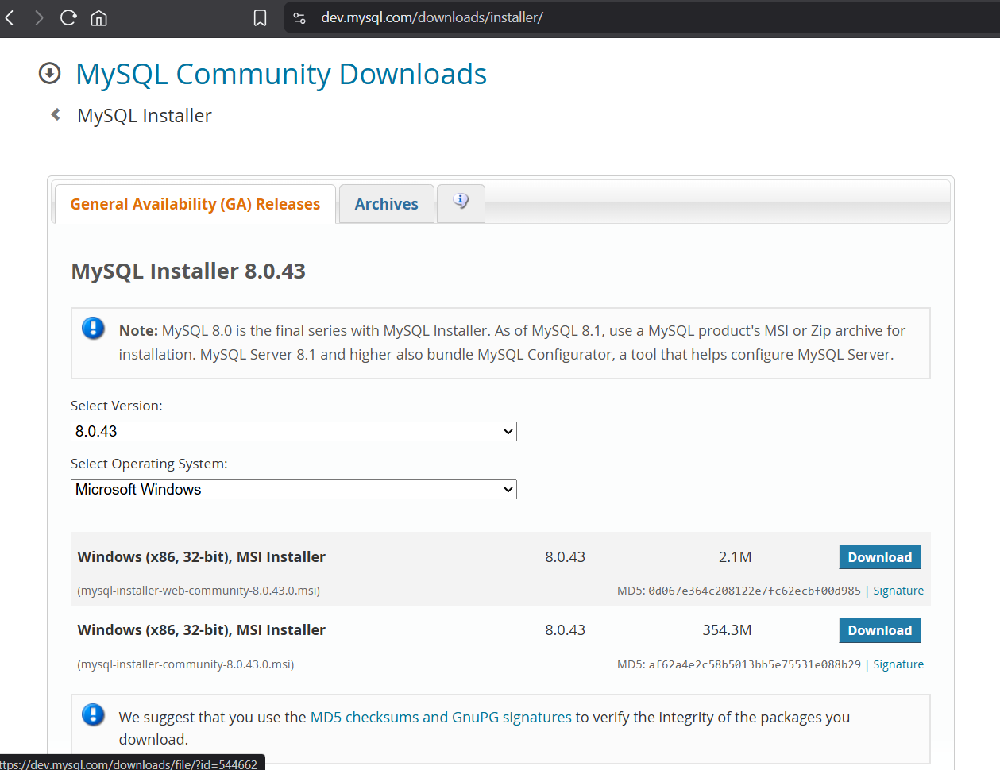 dev.mysql.com/downloads/installer/
MySQL Community Downloads
MySQL Installer
General Availability (GA) Releases
Archives
MySQL Installer 8.0.43
Note: MySQL 8.0 is the final series with MySQL Installer. As of MySQL 8.1, use a MySQL product's MSI or Zip archive for
installation. MySQL Server 8.1 and higher also bundle MySQL Configurator, a tool that helps configure MySQL Server.
Select Version:
8.0.43
Select Operating System:
Microsoft Windows
Windows (x86, 32-bit), MSI Installer 8.0.43 2.1M Download
(mysql-installer-web-community-8.0.43.0.msi) MD5: 0d067e364c208122e7fc62ecbf00d985 | Signature
Windows (x86, 32-bit), MSI Installer 8.0.43 354.3M Download
(mysql-installer-community-8.0.43.0.msi) MD5: af62a4e2c58b5013bb5e75531e088b29 | Signature
We suggest that you use the MD5 checksums and GnuPG signatures to verify the integrity of the packages you
download.
ttps://dev.mysql.com/downloads/file/?id=544662